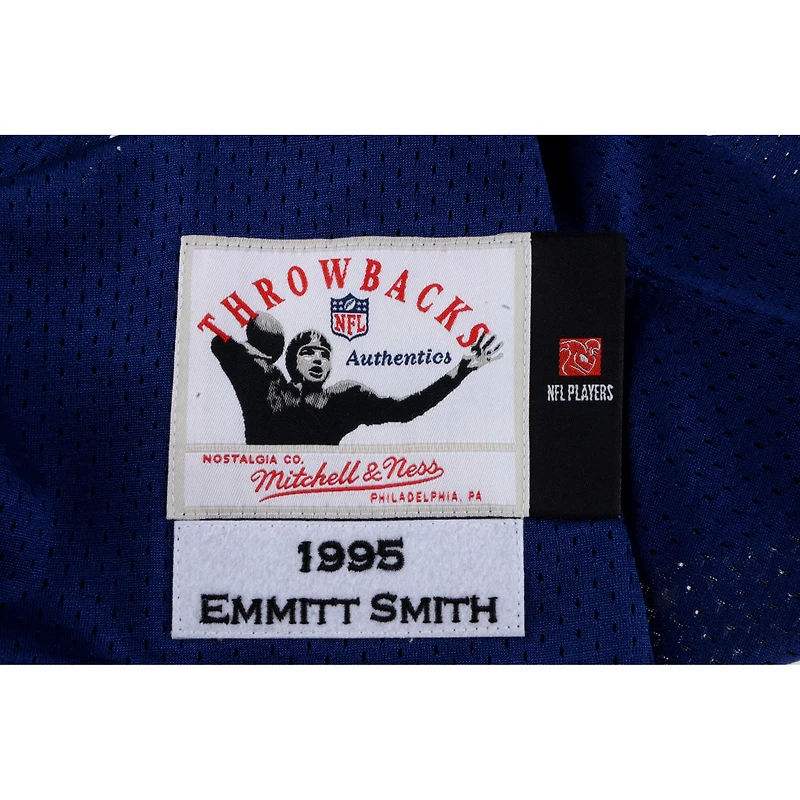 THROWBACKS
NFL
Authentics
NFL PLAYERS
NOSTALGIA CO.
Mitchell & Ness
PHILADELPHIA, PA
1995
EMMITT SMITH